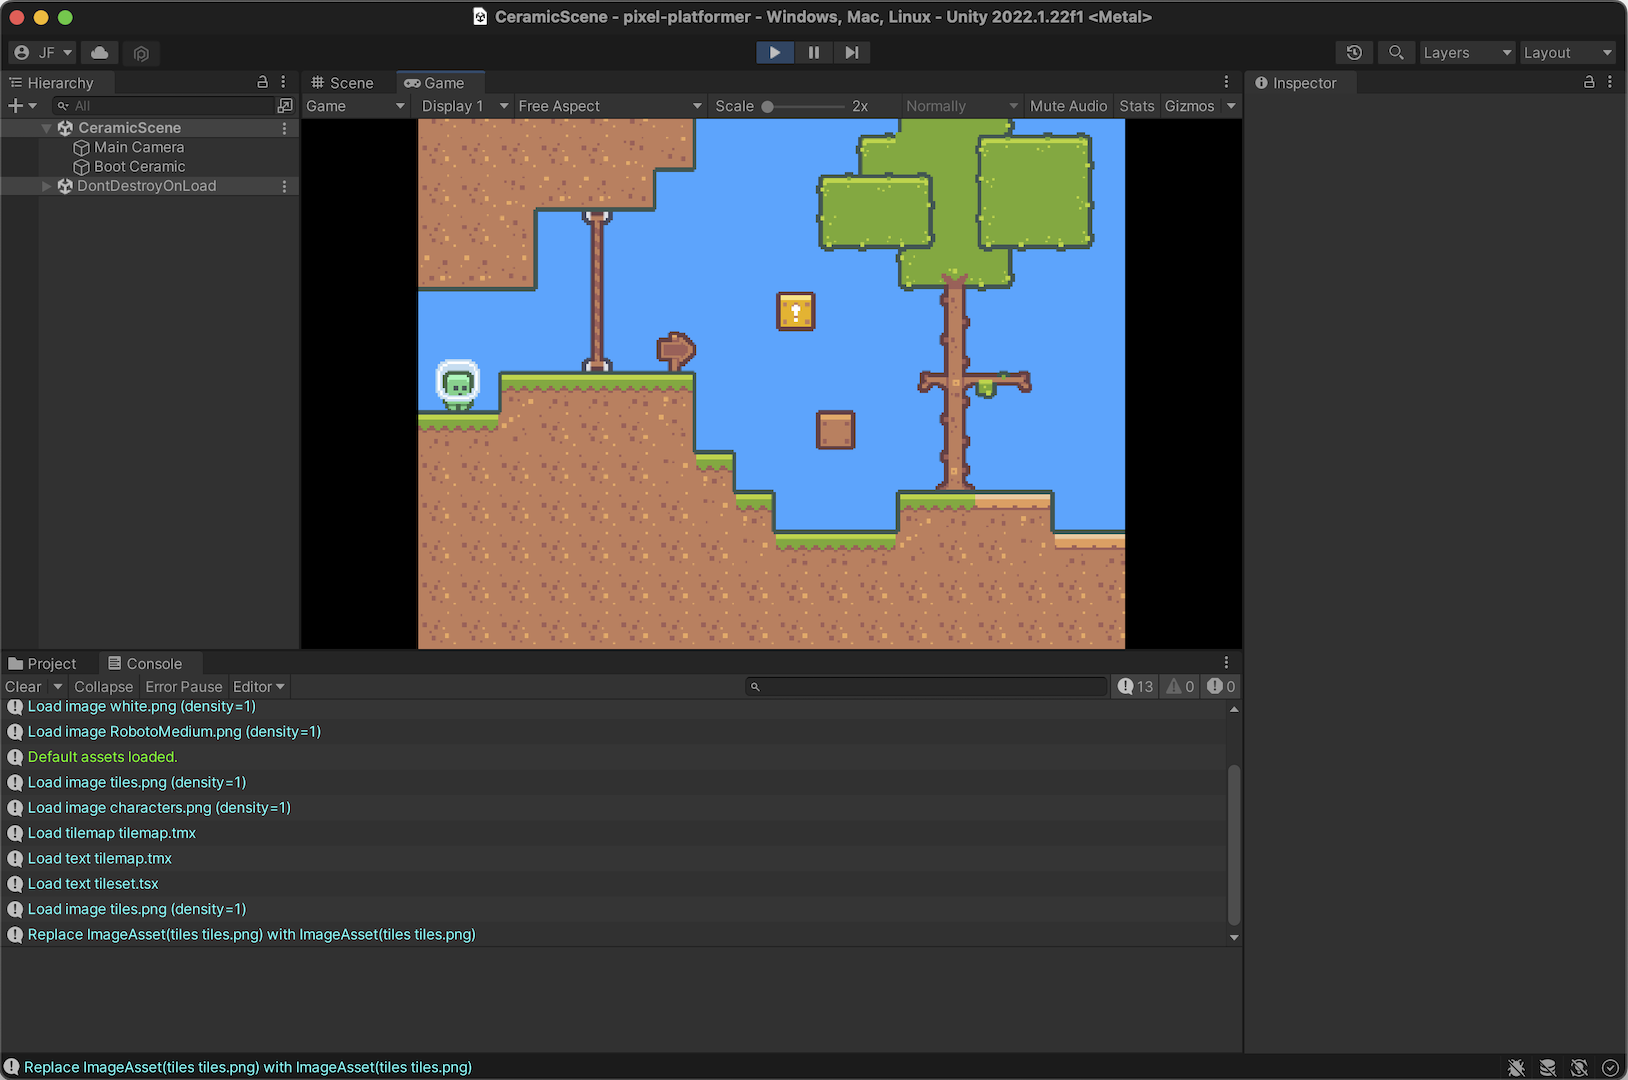 CeramicScene - pixel-platformer - Windows, Mac, Linux - Unity 2022.1.22f1 <Metal>
JF
Layers
Layout
Hierarchy
Scene
Game
Inspector
All
Game
Display 1
Free Aspect
Scale
2x
Normally
Mute Audio
Stats
Gizmos
CeramicScene
Main Camera
Boot Ceramic
DontDestroyOnLoad
Project
Console
Clear
Collapse
Error Pause
Editor
13
0
0
Load image white.png (density=1)
Load image RobotoMedium.png (density=1)
Default assets loaded.
Load image tiles.png (density=1)
Load image characters.png (density=1)
Load tilemap tilemap.tmx
Load text tilemap.tmx
Load text tileset.tsx
Load image tiles.png (density=1)
Replace ImageAsset(tiles tiles.png) with ImageAsset(tiles tiles.png)
Replace ImageAsset(tiles tiles.png) with ImageAsset(tiles tiles.png)